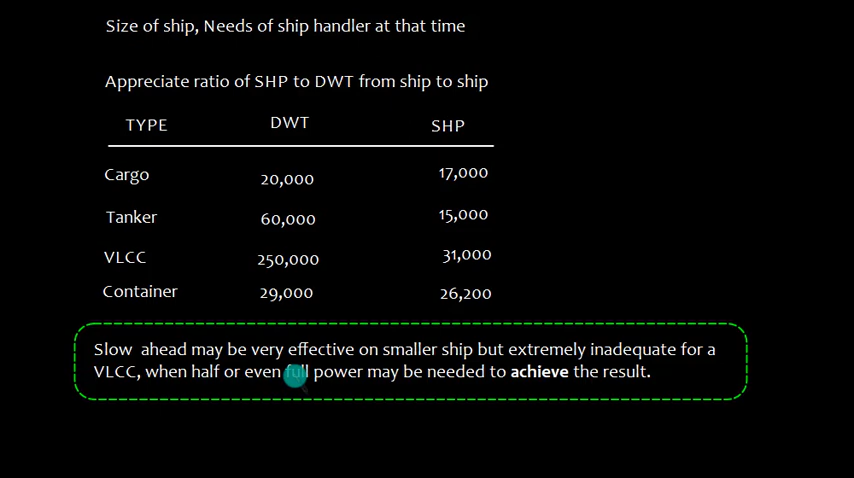 Size of ship, Needs of ship handler at that time
Appreciate ratio of SHP to DWT from ship to ship
TYPE DWT SHP
Cargo 20,000 17,000
Tanker 60,000 15,000
VLCC 250,000 31,000
Container 29,000 26,200
Slow ahead may be very effective on smaller ship but extremely inadequate for a
VLCC, when half or even full power may be needed to achieve the result.